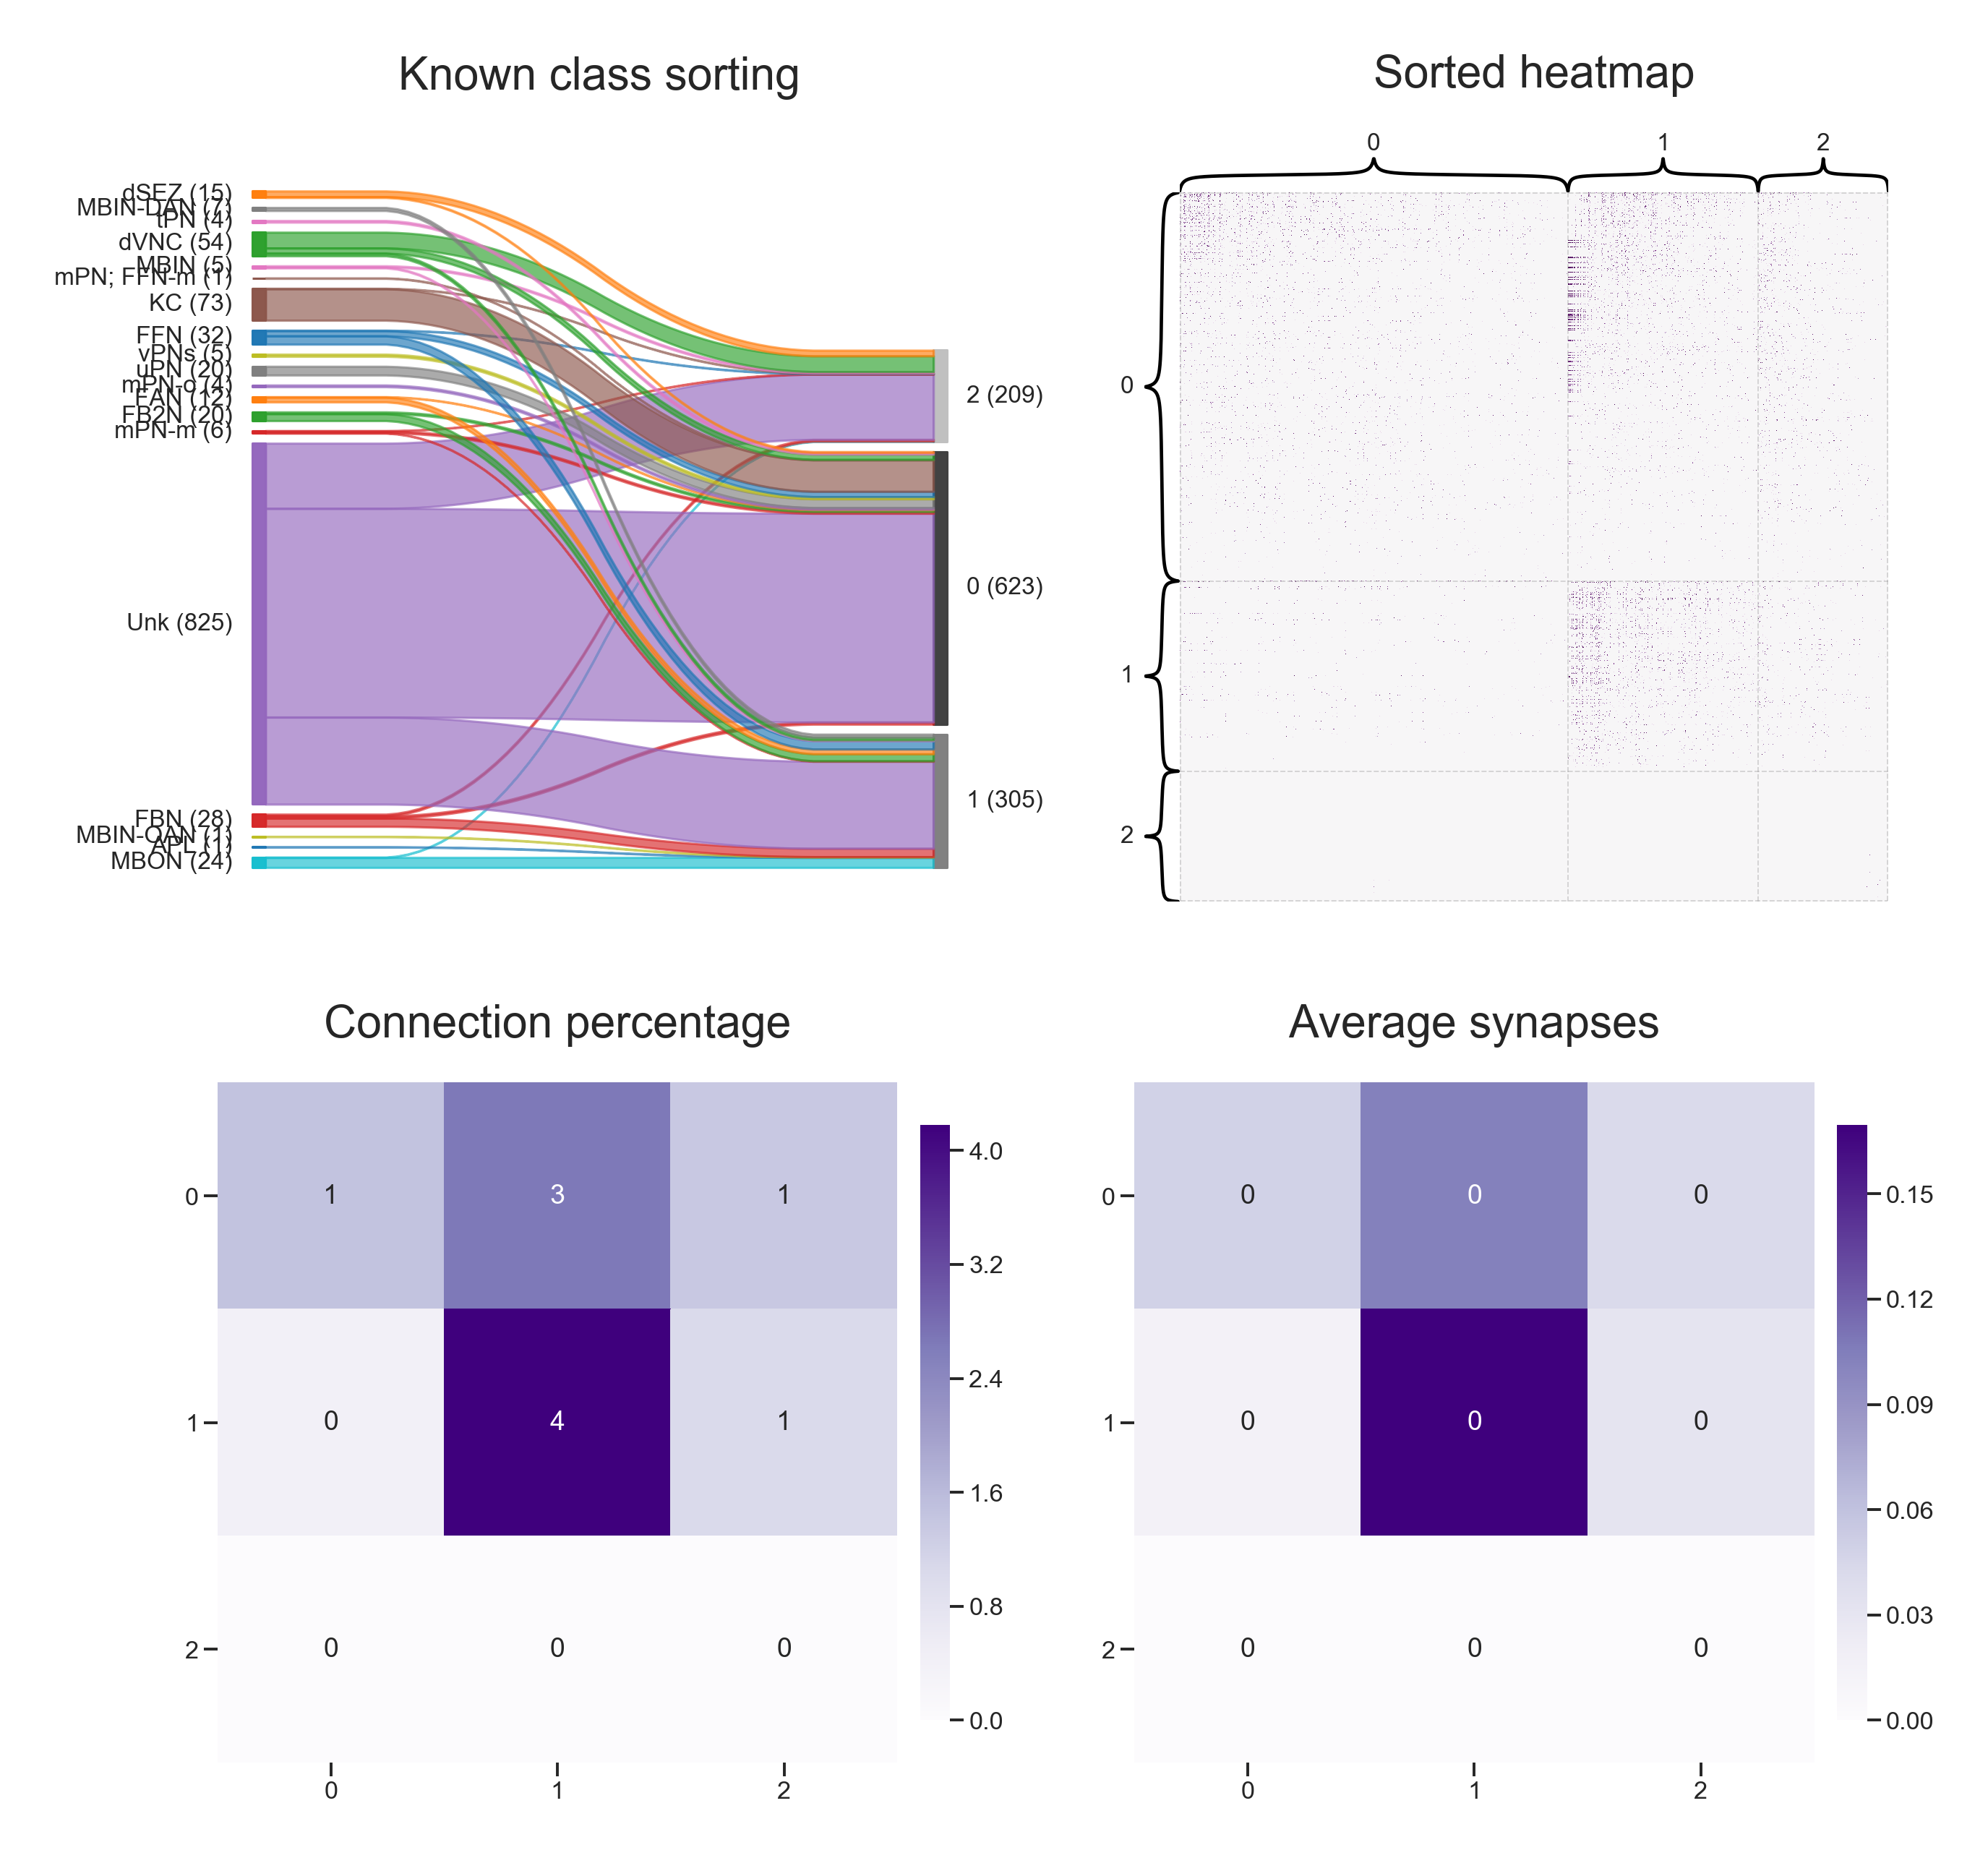 Known class sorting
dSEZ (15)
MBIN-DAN (7)
tPN (4)
dVNC (54)
MBIN (5)
mPN; FFN-m (1)
KC (73)
FFN (32)
vPNs (5)
uPN (20)
mPN-o (4)
FAN (12)
FB2N (20)
mPN-m (6)
Unk (825)
FBN (28)
MBIN-OAN (1)
APL (1)
MBON (24)
2 (209)
0 (623)
1 (305)
Sorted heatmap
0 1 2
0
1
2
Connection percentage
0 1 3 1
1 0 4 1
2 0 0 0
0 1 2
4.0
3.2
2.4
1.6
0.8
0.0
Average synapses
0 0 0 0
1 0 0 0
2 0 0 0
0 1 2
0.15
0.12
0.09
0.06
0.03
0.00